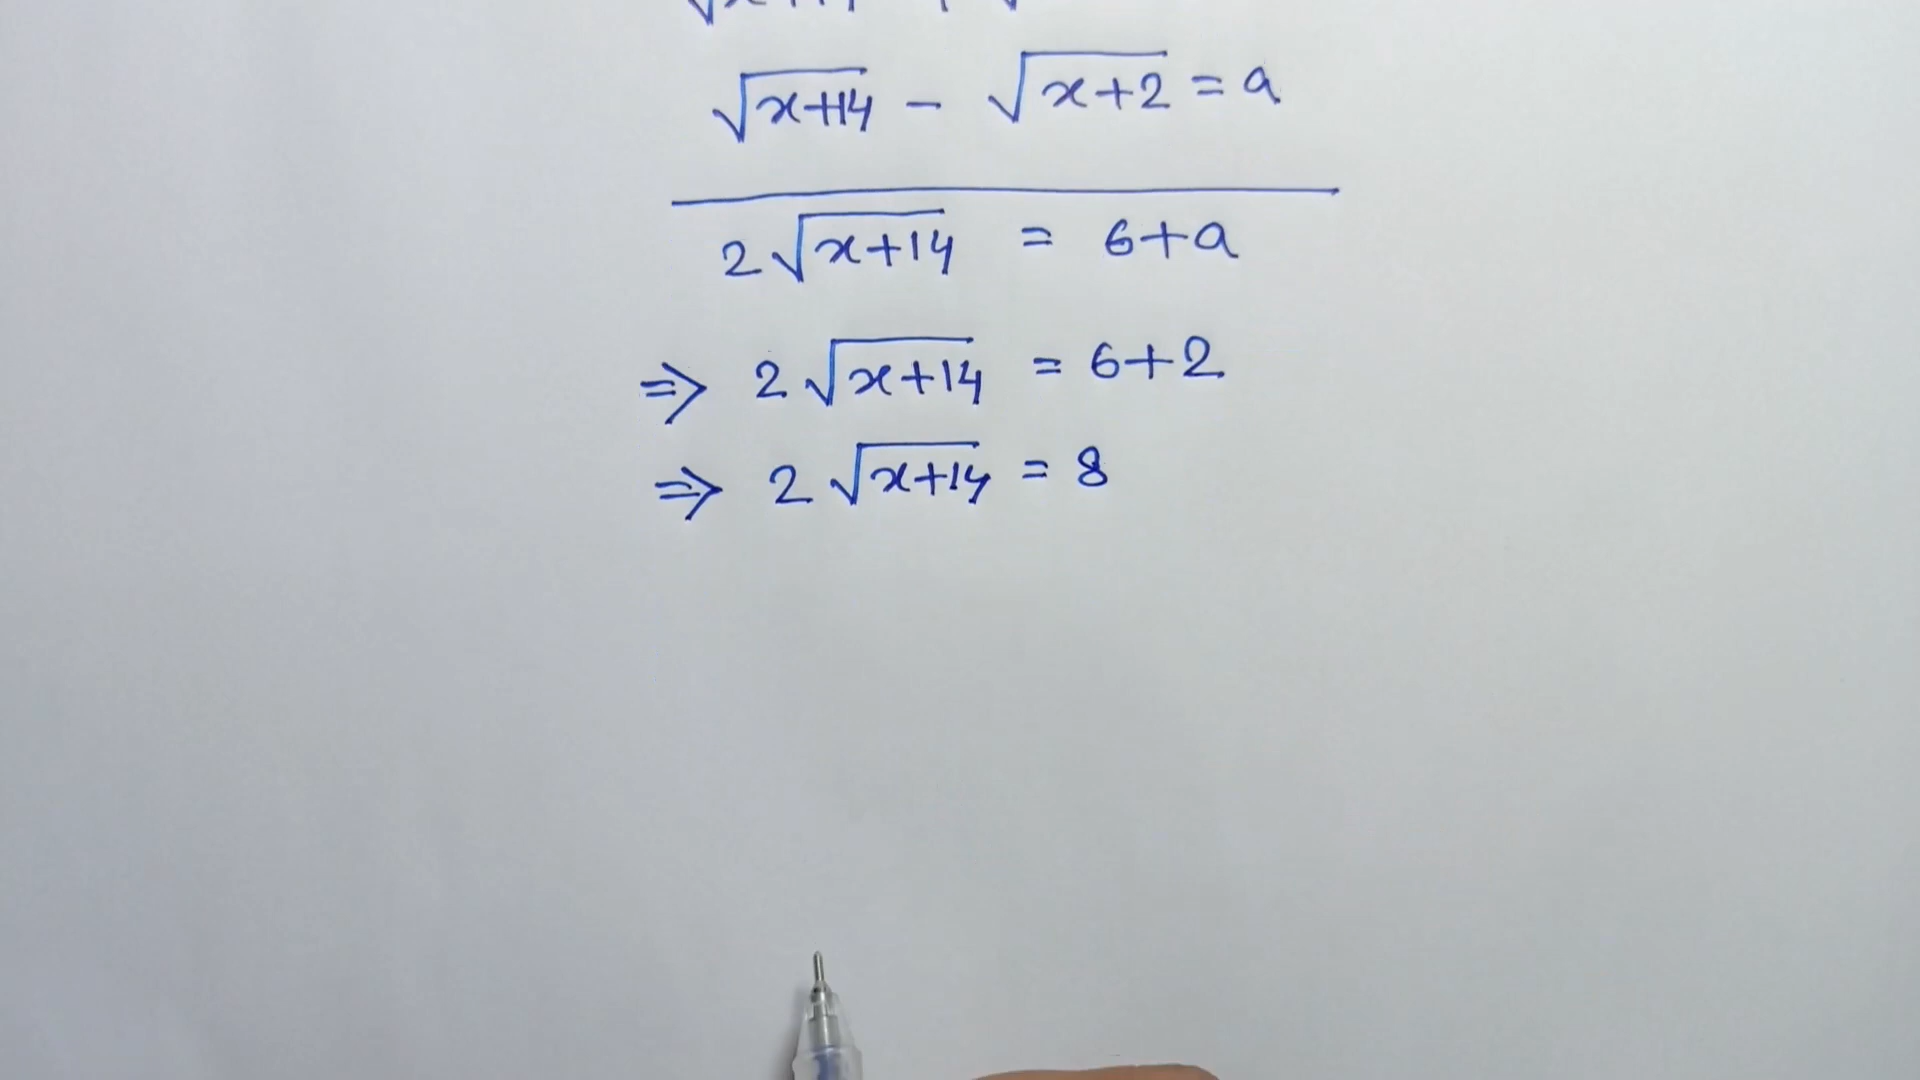 √(x+14) - √(x+2) = a
2√(x+14) = 6+a
⇒ 2√(x+14) = 6+2
⇒ 2√(x+14) = 8